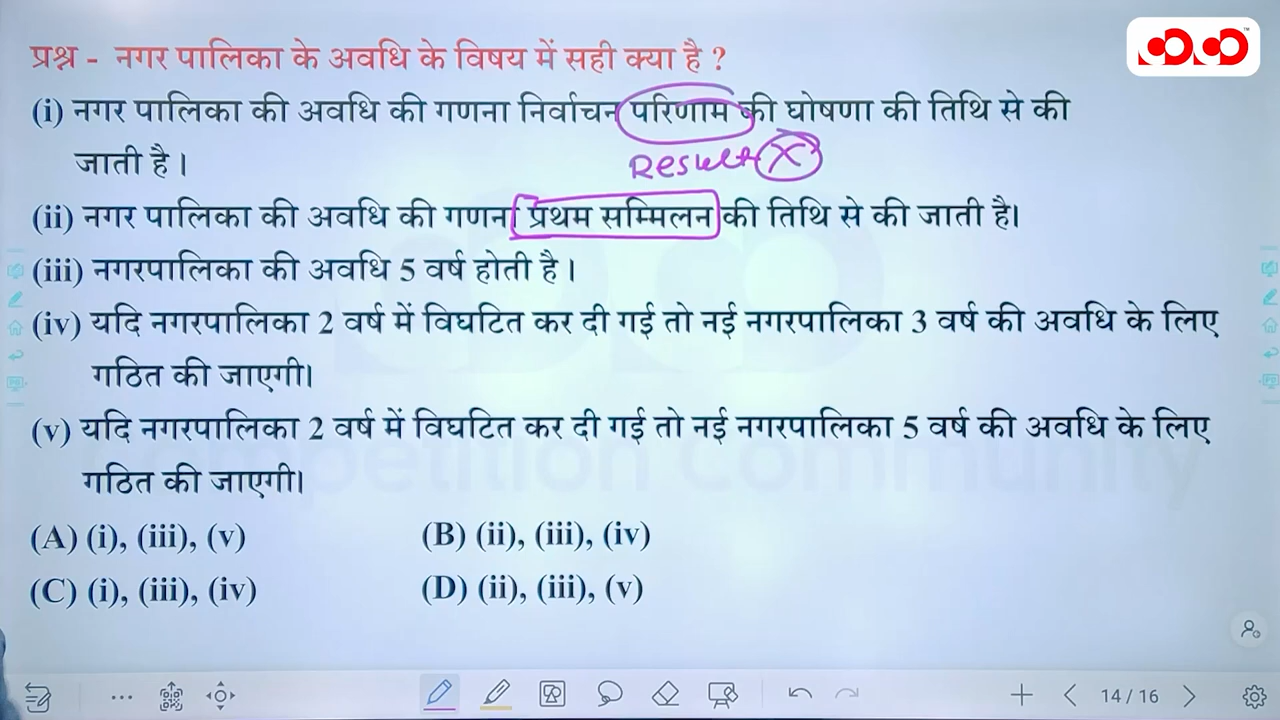 प्रश्न - नगर पालिका के अवधि के विषय में सही क्या है ?
(i) नगर पालिका की अवधि की गणना निर्वाचन परिणाम की घोषणा की तिथि से की
जाती है ।
Result X
(ii) नगर पालिका की अवधि की गणना प्रथम सम्मिलन की तिथि से की जाती है।
(iii) नगरपालिका की अवधि 5 वर्ष होती है ।
(iv) यदि नगरपालिका 2 वर्ष में विघटित कर दी गई तो नई नगरपालिका 3 वर्ष की अवधि के लिए
गठित की जाएगी।
(v) यदि नगरपालिका 2 वर्ष में विघटित कर दी गई तो नई नगरपालिका 5 वर्ष की अवधि के लिए
गठित की जाएगी।
Competition Community
(A) (i), (iii), (v) (B) (ii), (iii), (iv)
(C) (i), (iii), (iv) (D) (ii), (iii), (v)
14 / 16